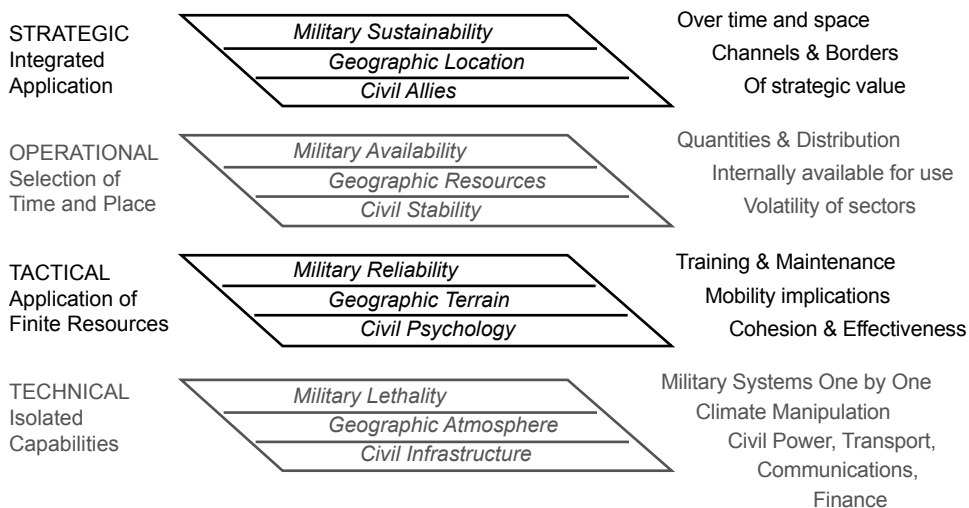 STRATEGIC
Integrated
Application
Military Sustainability
Geographic Location
Civil Allies
Over time and space
Channels & Borders
Of strategic value
OPERATIONAL
Selection of
Time and Place
Military Availability
Geographic Resources
Civil Stability
Quantities & Distribution
Internally available for use
Volatility of sectors
TACTICAL
Application of
Finite Resources
Military Reliability
Geographic Terrain
Civil Psychology
Training & Maintenance
Mobility implications
Cohesion & Effectiveness
TECHNICAL
Isolated
Capabilities
Military Lethality
Geographic Atmosphere
Civil Infrastructure
Military Systems One by One
Climate Manipulation
Civil Power, Transport,
Communications,
Finance